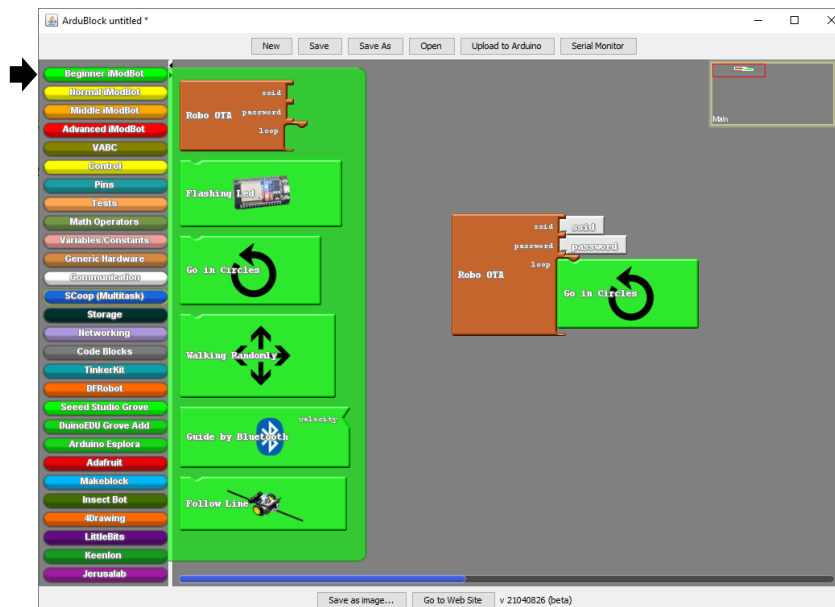 ArduBlock untitled *
New Save Save As Open Upload to Arduino Serial Monitor
Beginner iModBot
Normal iModBot
Middle iModBot
Advanced iModBot
VABC
Control
Pins
Tests
Math Operators
Variables/Constants
Generic Hardware
Communication
SCoop (Multitask)
Storage
Networking
Code Blocks
TinkerKit
DFRobot
Seeed Studio Grove
DuinoEDU Grove Add
Arduino Esplora
Adafruit
Makeblock
Insect Bot
4Drawing
LittleBits
Keenlon
Jerusalab
ssid
Robo OTA password
loop
Flashing Led
Go in Circles
Walking Randomly
velocity
Guide by Bluetooth
Follow Line
ssid ssid
password password
loop
Robo OTA
Go in Circles
Main
Save as image... Go to Web Site v 21040826 (beta)